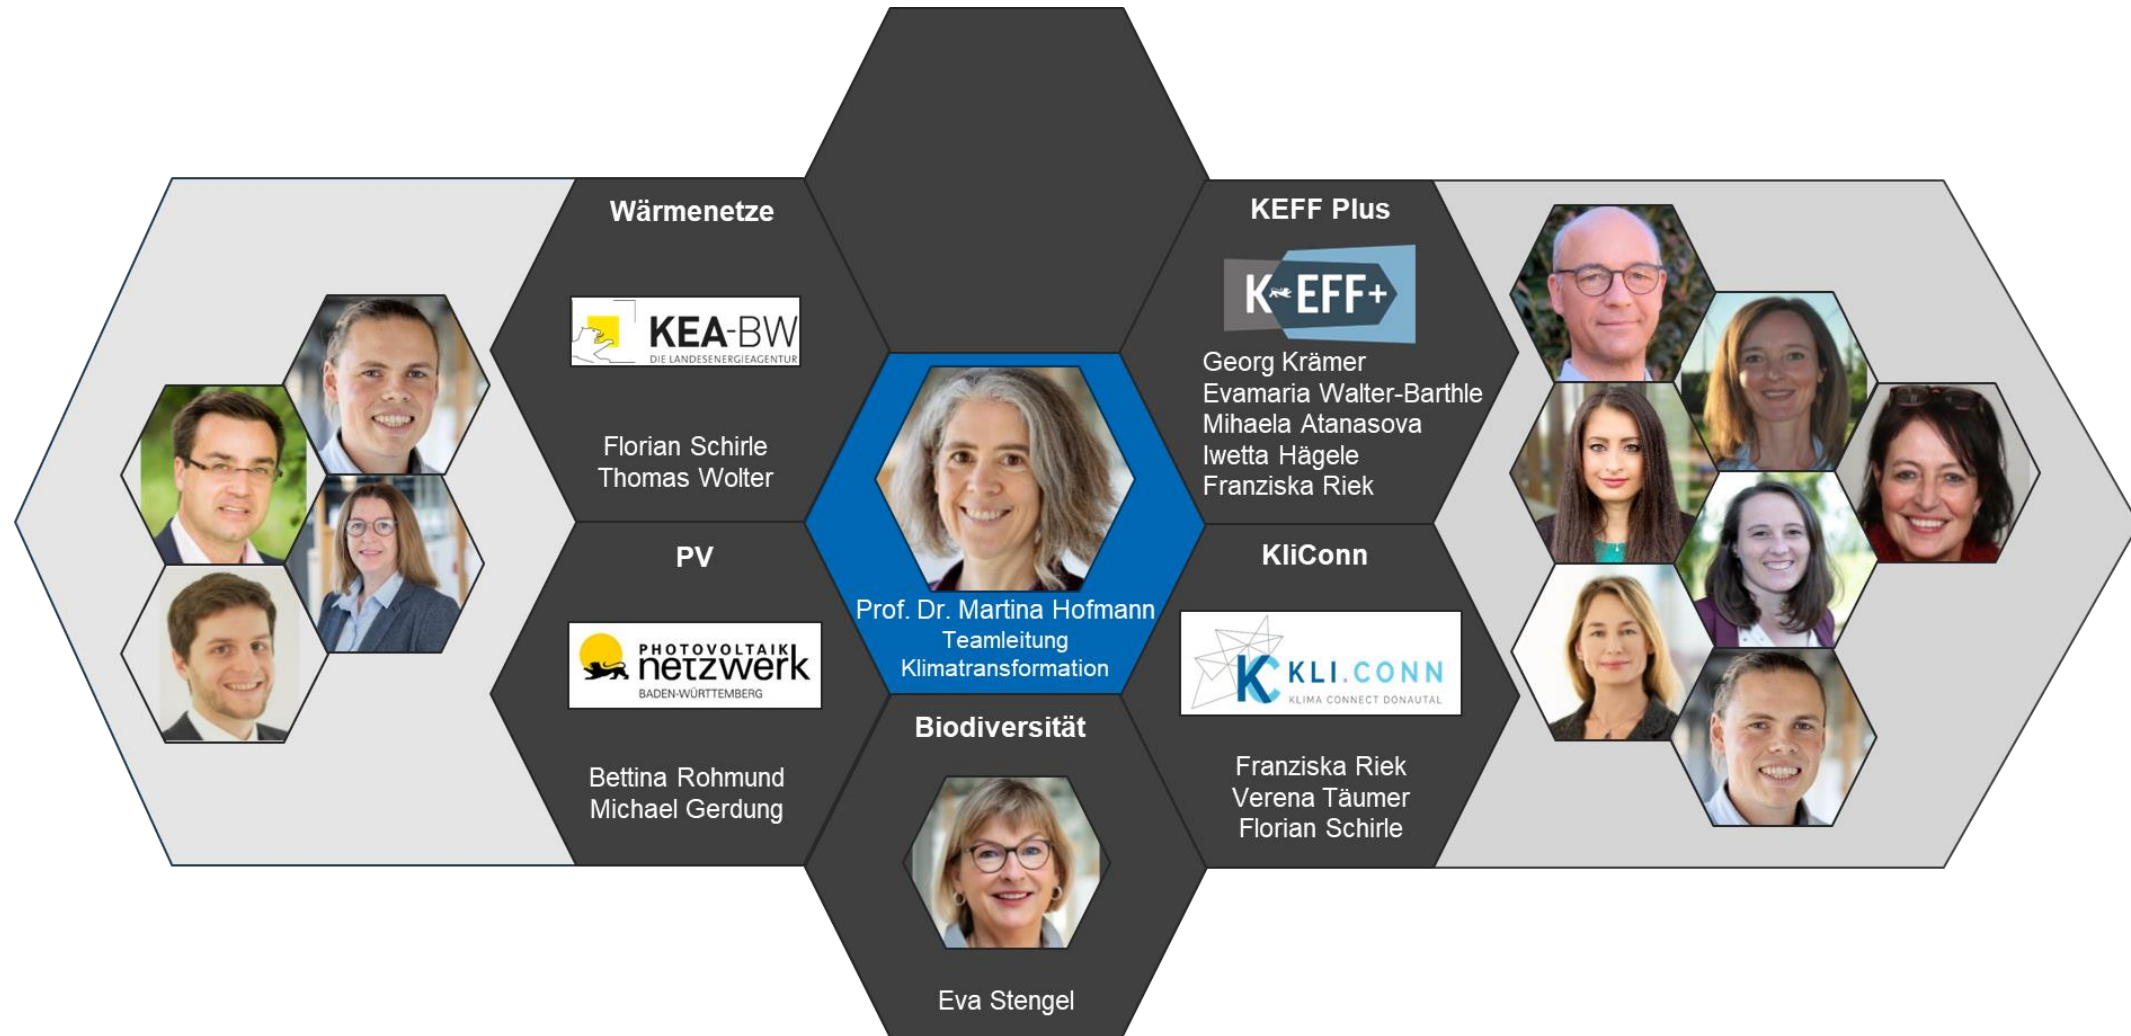 Wärmenetze
KEA-BW
DIE LANDESENERGIEAGENTUR
Florian Schirle
Thomas Wolter
PV
PHOTOVOLTAIK
netzwerk
BADEN-WÜRTTEMBERG
Bettina Rohmund
Michael Gerdung
Prof. Dr. Martina Hofmann
Teamleitung
Klimatransformation
Biodiversität
Eva Stengel
KEFF Plus
K EFF+
Georg Krämer
Evamaria Walter-Barthle
Mihaela Atanasova
Iwetta Hägele
Franziska Riek
KliConn
KC KLI.CONN
KLIMA CONNECT DONAUTAL
Franziska Riek
Verena Täumer
Florian Schirle